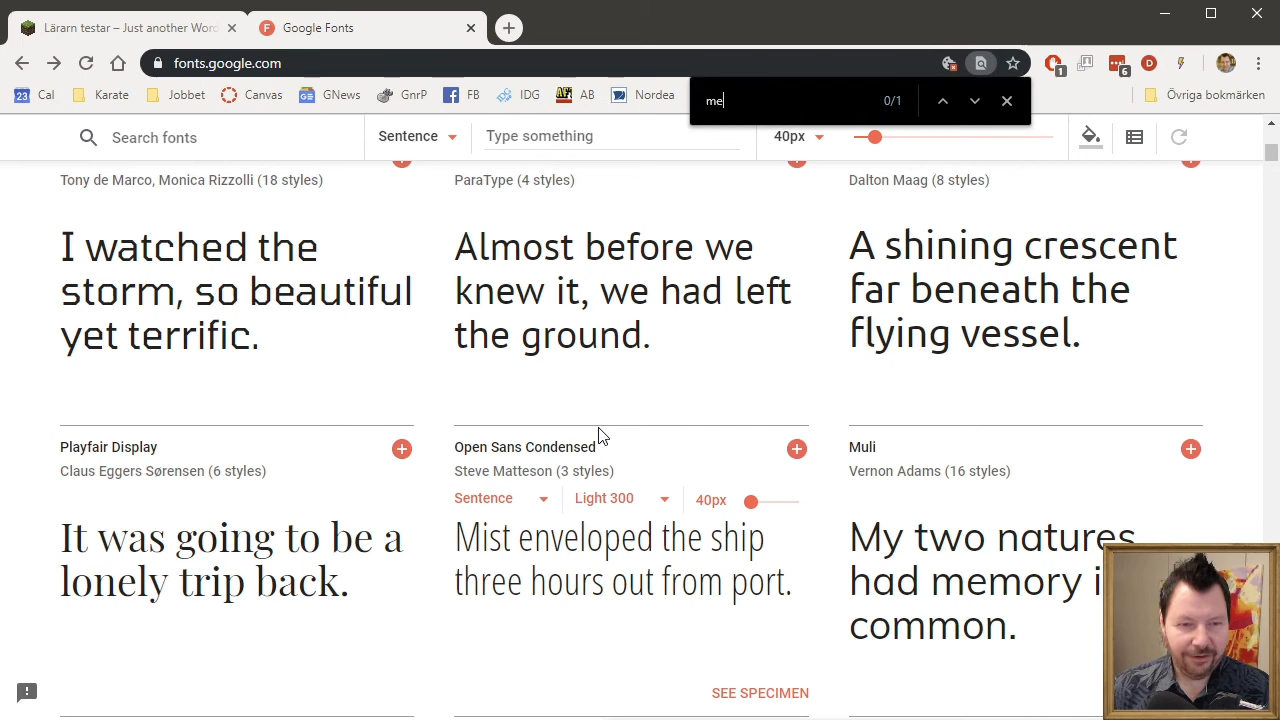 Lärarn testar – Just another Word
Google Fonts
fonts.google.com
1
6
D
23 Cal
Karate
Jobbet
Canvas
GNews
GnrP
FB
IDG
AB
Nordea
Övriga bokmärken
me
0/1
Search fonts
Sentence
Type something
40px
Tony de Marco, Monica Rizzolli (18 styles)
ParaType (4 styles)
Dalton Maag (8 styles)
I watched the
storm, so beautiful
yet terrific.
Almost before we
knew it, we had left
the ground.
A shining crescent
far beneath the
flying vessel.
Playfair Display
Claus Eggers Sørensen (6 styles)
Open Sans Condensed
Steve Matteson (3 styles)
Muli
Vernon Adams (16 styles)
Sentence
Light 300
40px
It was going to be a
lonely trip back.
Mist enveloped the ship
three hours out from port.
My two natures
had memory i
common.
SEE SPECIMEN